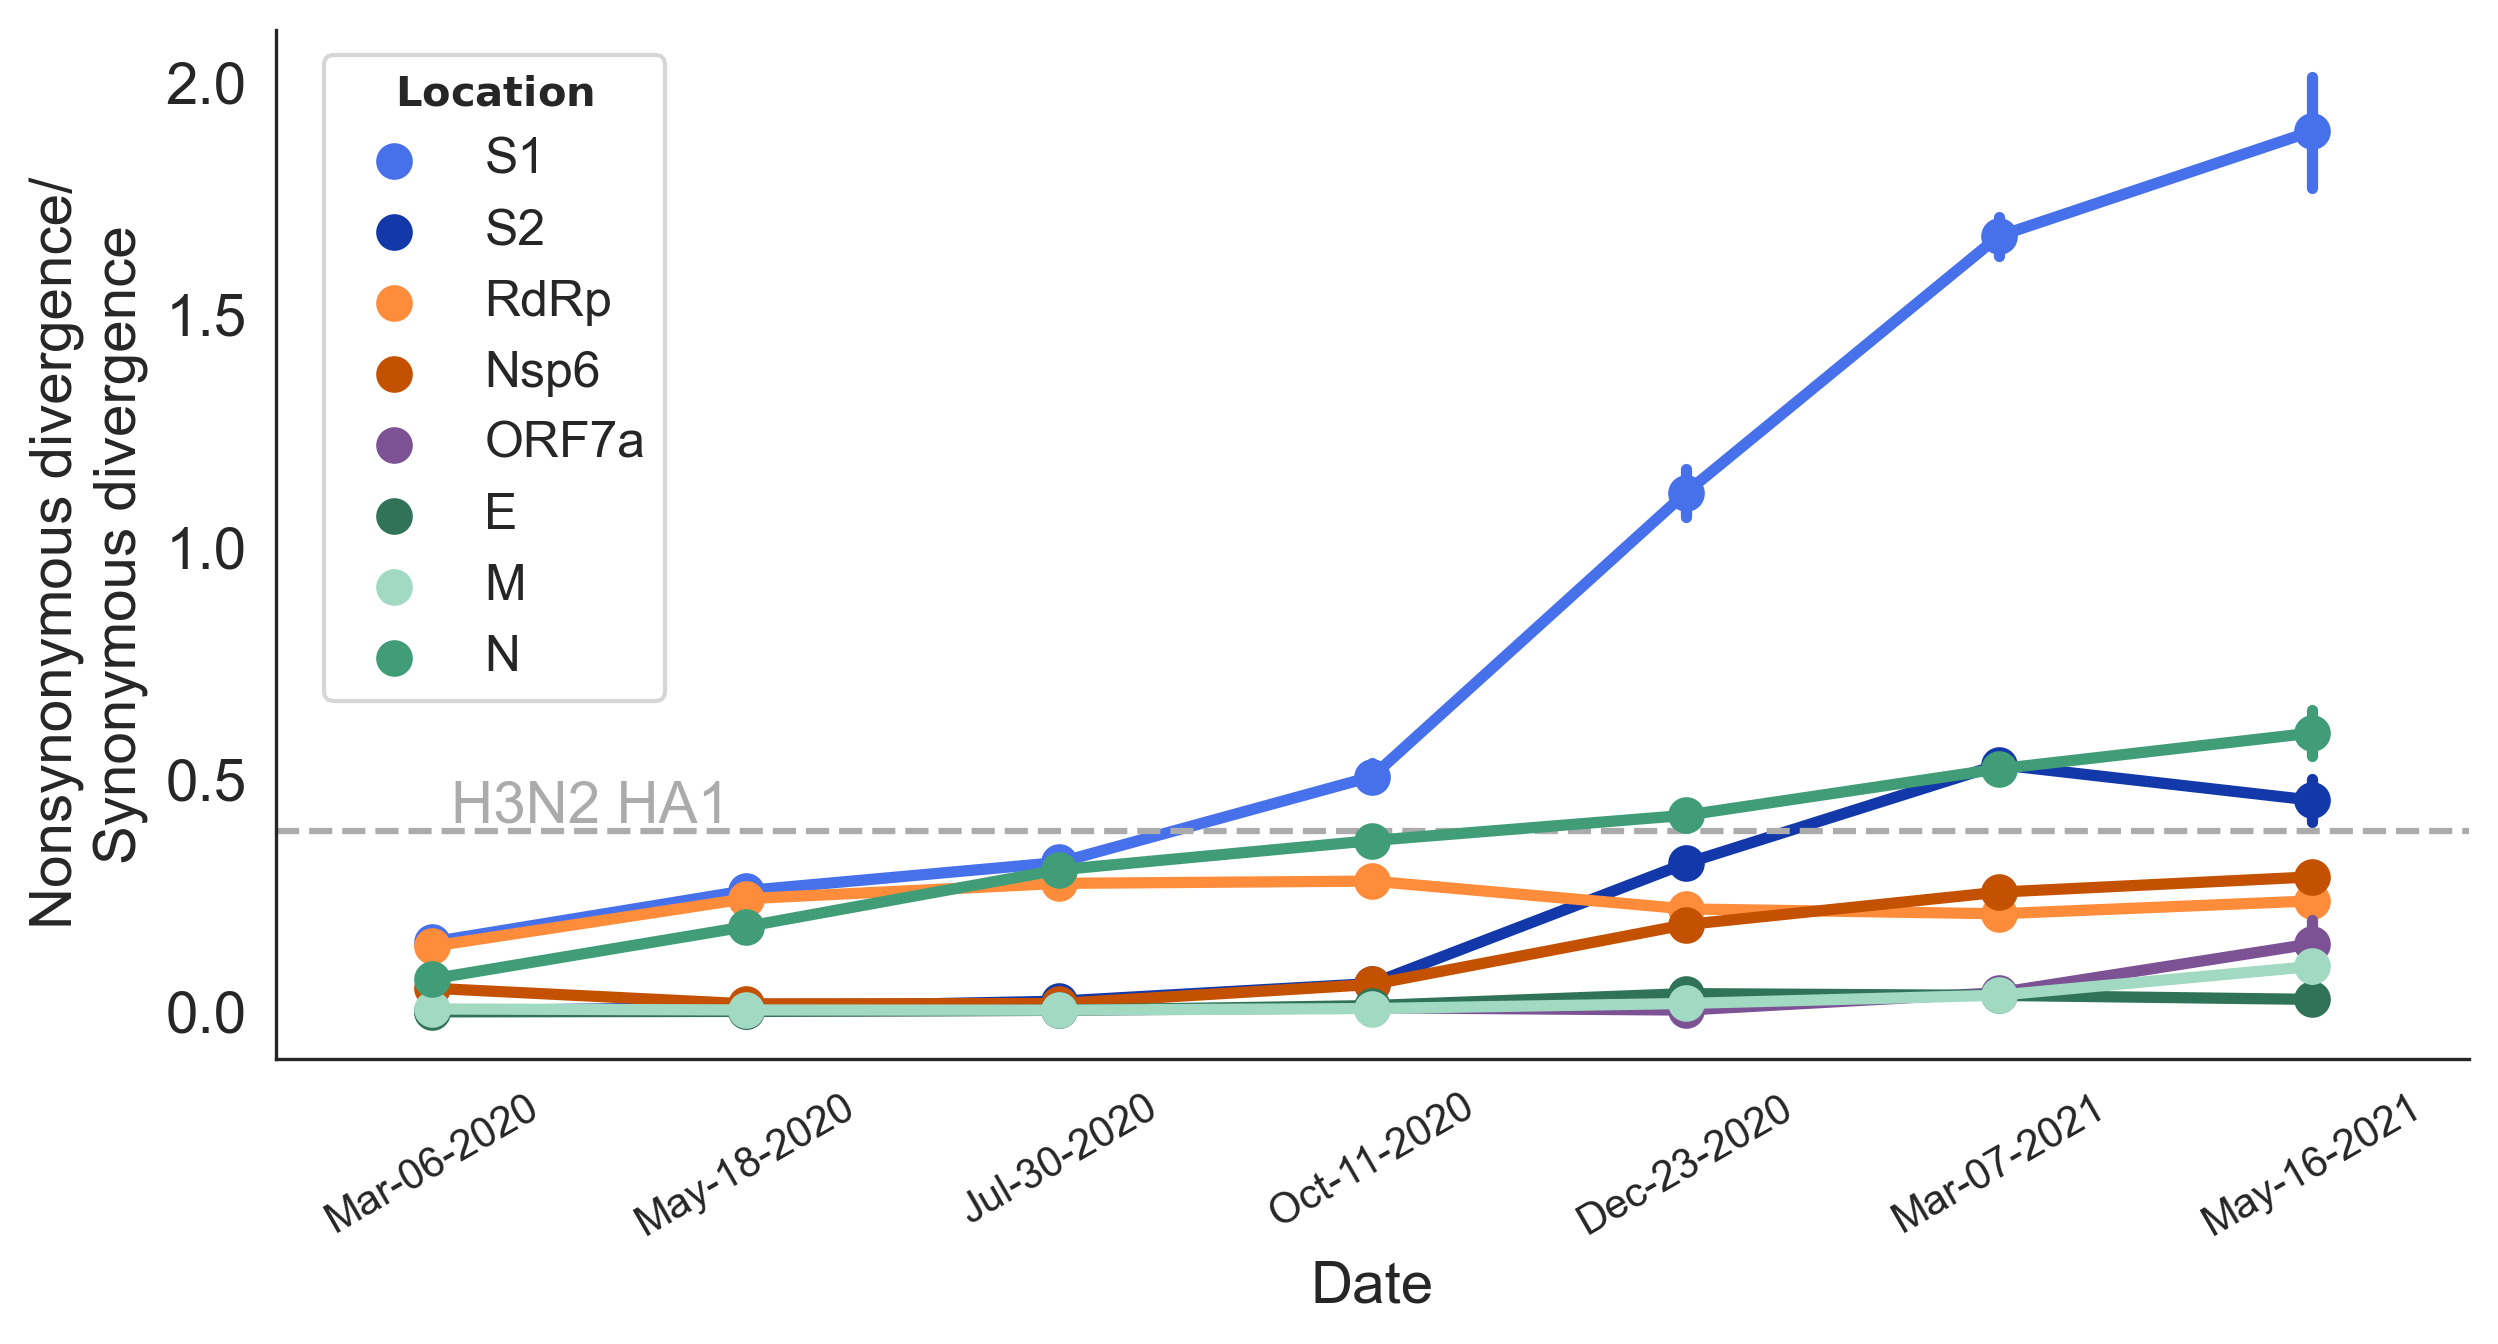 Nonsynonymous divergence/
Synonymous divergence
2.0
1.5
1.0
0.5
0.0
Location
S1
S2
RdRp
Nsp6
ORF7a
E
M
N
H3N2 HA1
Mar-06-2020
May-18-2020
Jul-30-2020
Oct-11-2020
Dec-23-2020
Mar-07-2021
May-16-2021
Date